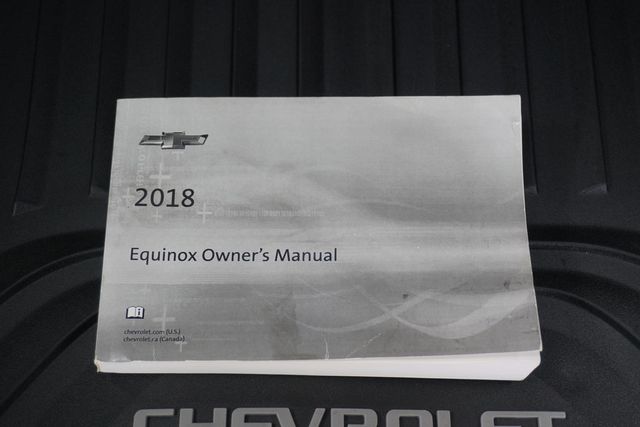 2018
Equinox Owner's Manual
chevrolet.com (U.S.)
chevrolet.ca (Canada)
CHEVROLET